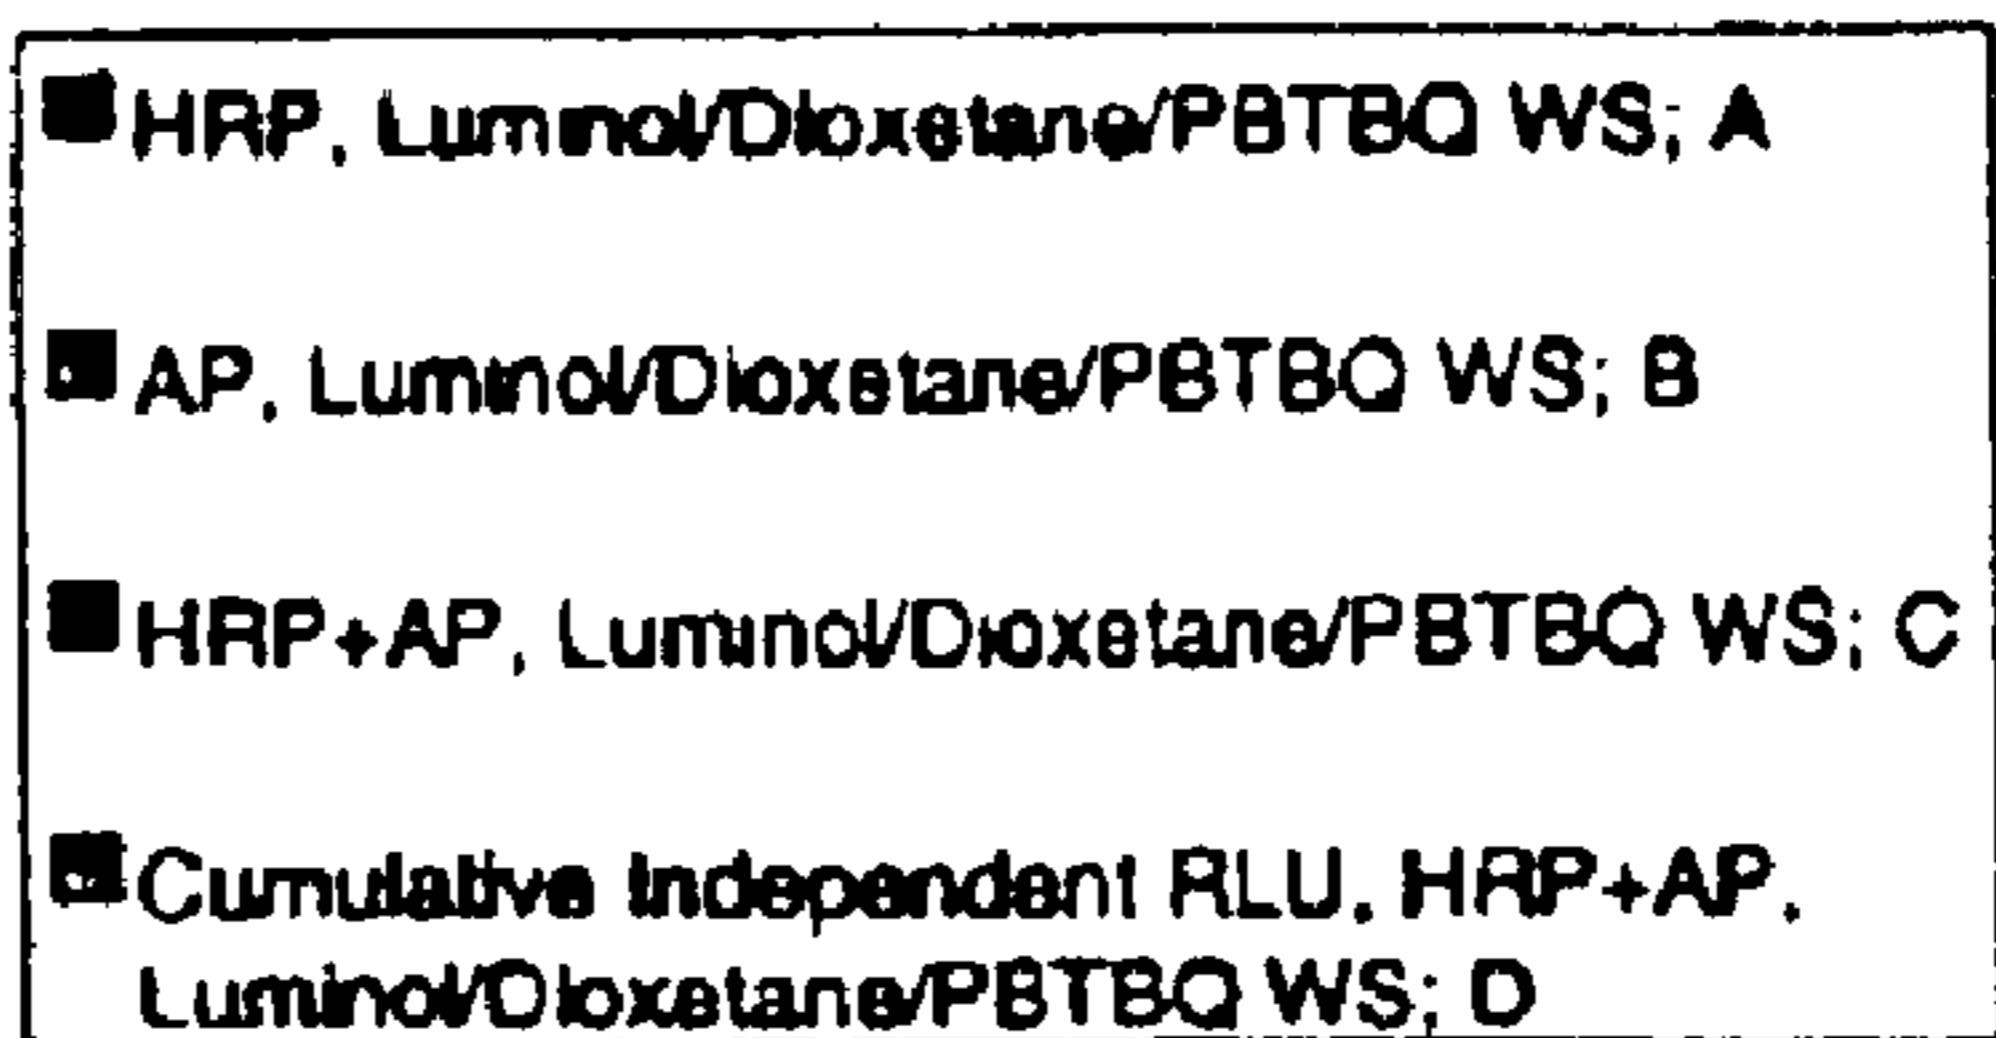 HRP, Luminol/Dioxetane/PBTBQ WS; A
AP, Luminol/Dioxetane/PBTBQ WS; B
HRP+AP, Luminol/Dioxetane/PBTBQ WS; C
Cumulative Independent RLU, HRP+AP,
Luminol/Dioxetane/PBTBQ WS; D